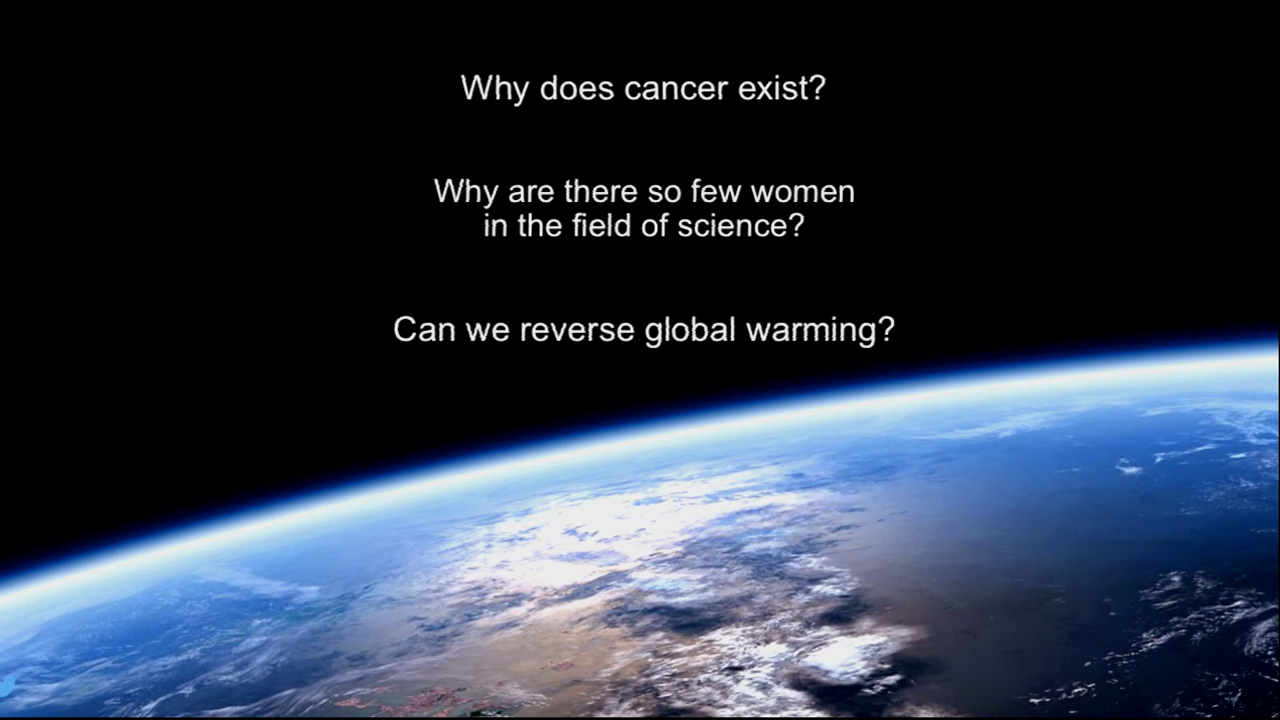 Why does cancer exist?
Why are there so few women
in the field of science?
Can we reverse global warming?